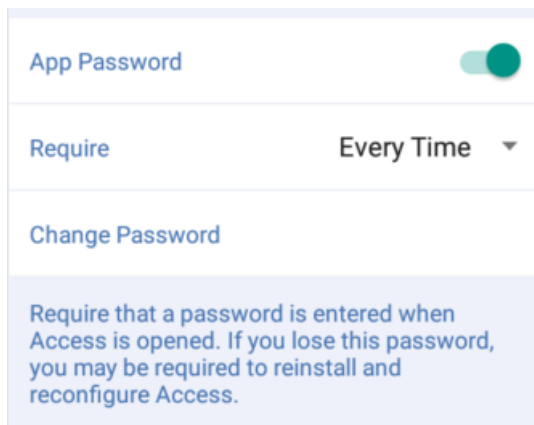 App Password
Require Every Time
Change Password
Require that a password is entered when
Access is opened. If you lose this password,
you may be required to reinstall and
reconfigure Access.